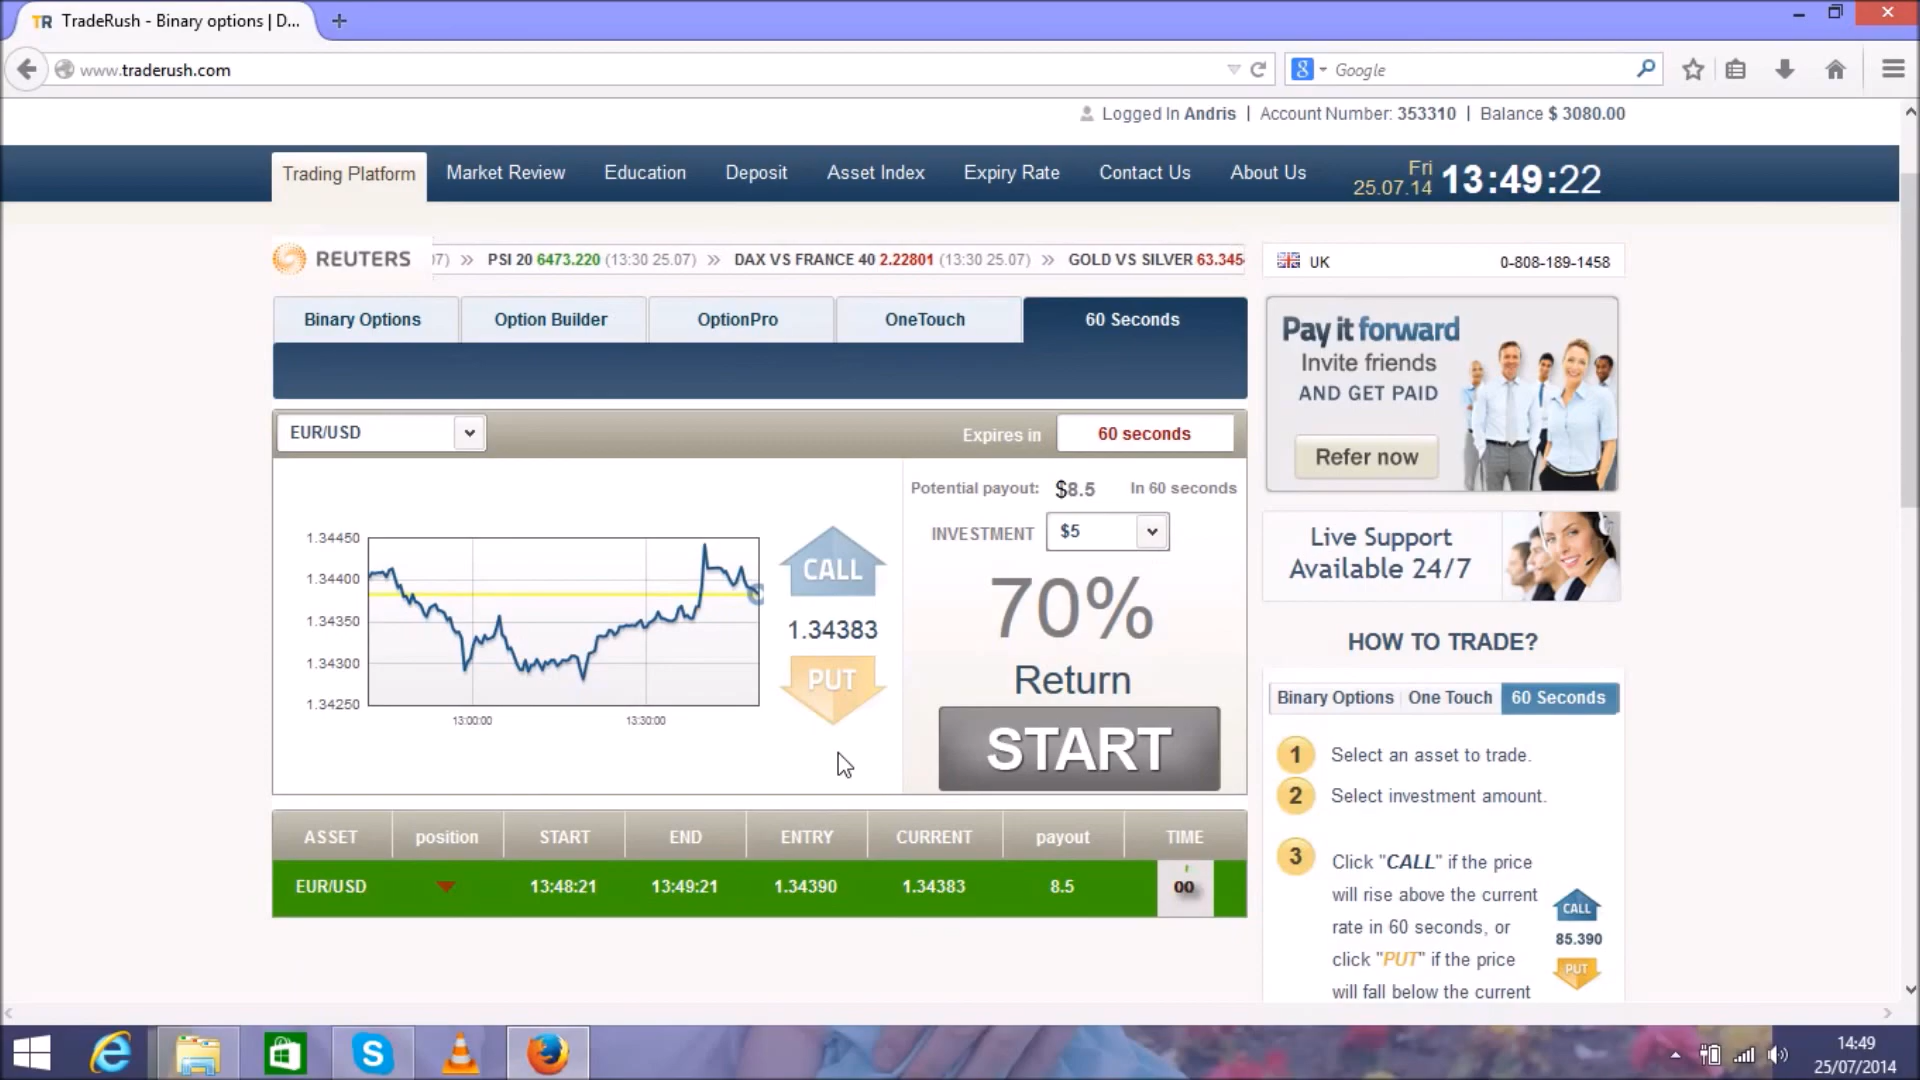 TR TradeRush - Binary options | D...
www.traderush.com
Google
Logged In Andris | Account Number: 353310 | Balance $ 3080.00
Trading Platform Market Review Education Deposit Asset Index Expiry Rate Contact Us About Us
Fri
25.07.14 13:49:22
REUTERS 07) » PSI 20 6473.220 (13:30 25.07) » DAX VS FRANCE 40 2.22801 (13:30 25.07) » GOLD VS SILVER 63.345
UK 0-808-189-1458
Binary Options Option Builder OptionPro OneTouch 60 Seconds
Pay it forward
Invite friends
AND GET PAID
Refer now
EUR/USD Expires in 60 seconds
Potential payout: $8.5 In 60 seconds
INVESTMENT $5
70%
Return
START
1.34450
1.34400
1.34350
1.34300
1.34250
13:00:00 13:30:00
CALL
1.34383
PUT
Live Support
Available 24/7
HOW TO TRADE?
Binary Options One Touch 60 Seconds
1 Select an asset to trade.
2 Select investment amount.
3 Click "CALL" if the price
will rise above the current
rate in 60 seconds, or
click "PUT" if the price
will fall below the current
CALL
85.390
PUT
ASSET position START END ENTRY CURRENT payout TIME
EUR/USD 13:48:21 13:49:21 1.34390 1.34383 8.5 00
14:49
25/07/2014